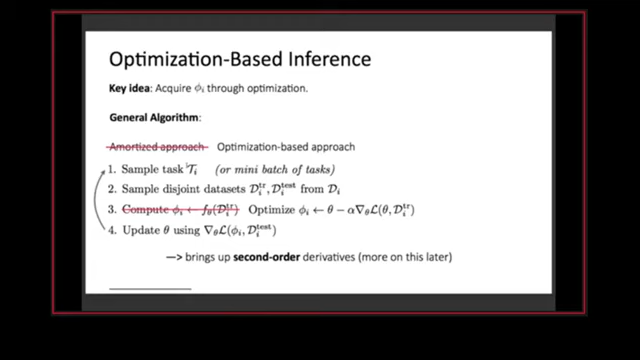 Optimization-Based Inference
Key idea: Acquire ϕᵢ through optimization.
General Algorithm:
Amortized approach Optimization-based approach
1. Sample task 𝒯ᵢ (or mini batch of tasks)
2. Sample disjoint datasets 𝒟ᵢᵗʳ, 𝒟ᵢᵗᵉˢᵗ from 𝒟ᵢ
3. Compute ϕᵢ ← f_θ(𝒟ᵢᵗʳ) Optimize ϕᵢ ← θ − α∇_θℒ(θ, 𝒟ᵢᵗʳ)
4. Update θ using ∇_θℒ(ϕᵢ, 𝒟ᵢᵗᵉˢᵗ)
—> brings up second-order derivatives (more on this later)